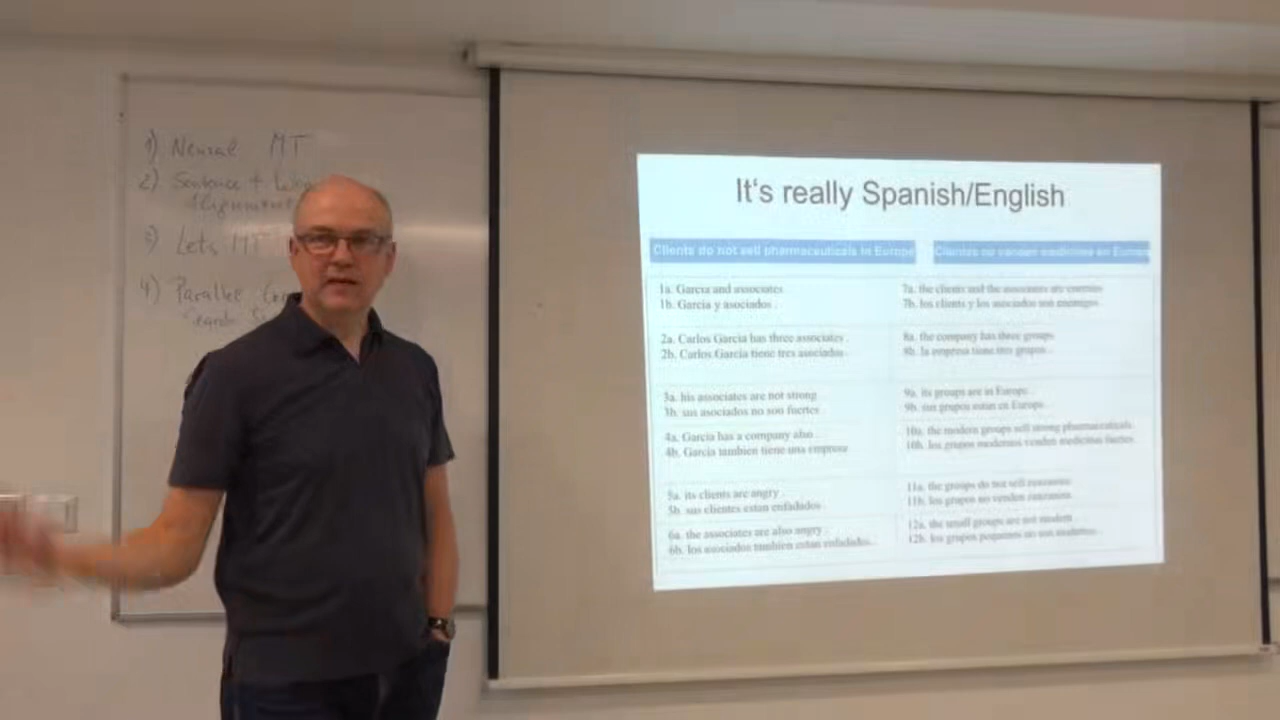 1) Neural MT
2) Sentence +
3) Lets MT
4) Parallel
It's really Spanish/English
Clients do not sell pharmaceuticals in Europe
Clientes no venden medicinas en Europa
1a. Garcia and associates .
1b. Garcia y asociados .
2a. Carlos Garcia has three associates .
2b. Carlos Garcia tiene tres asociados .
3a. his associates are not strong .
3b. sus asociados no son fuertes .
4a. Garcia has a company also .
4b. Garcia tambien tiene una empresa .
5a. its clients are angry .
5b. sus clientes estan enfadados .
6a. the associates are also angry .
6b. los asociados tambien estan enfadados .
7a. the clients and the associates are enemies .
7b. los clients y los asociados son enemigos .
8a. the company has three groups .
8b. la empresa tiene tres grupos .
9a. its groups are in Europe .
9b. sus grupos estan en Europa .
10a. the modern groups sell strong pharmaceuticals .
10b. los grupos modernos venden medicinas fuertes .
11a. the groups do not sell zenzanine .
11b. los grupos no venden zanzanina .
12a. the small groups are not modern .
12b. los grupos pequenos no son modernos .